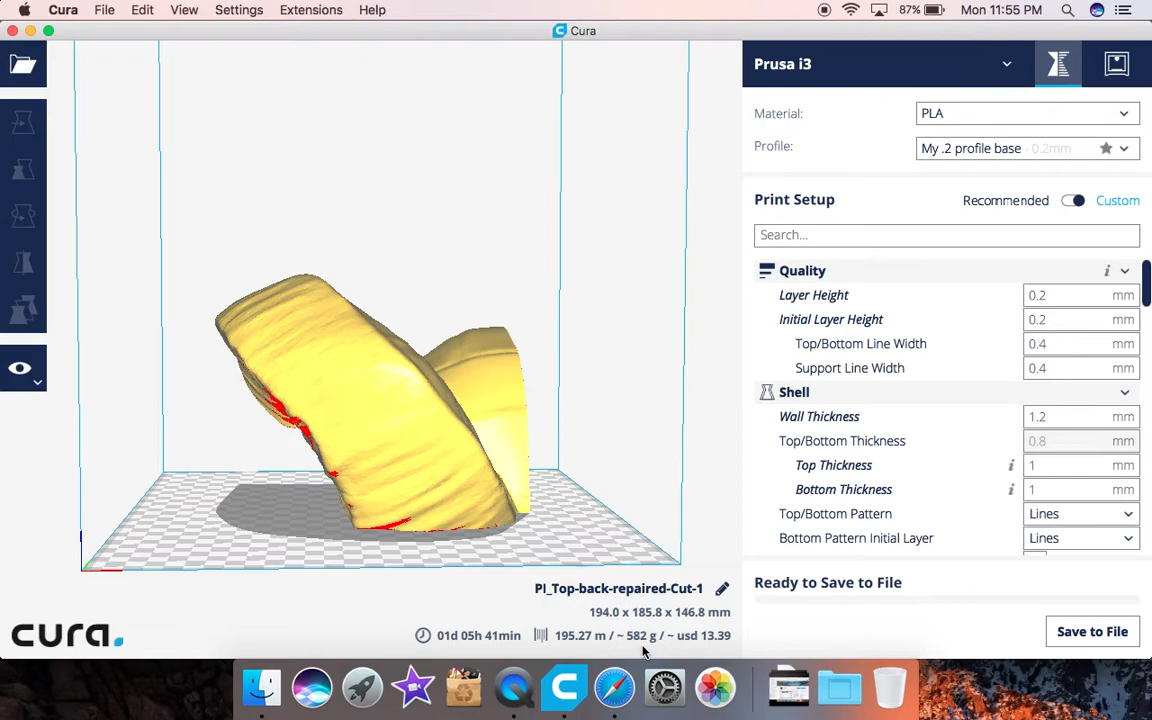 Cura File Edit View Settings Extensions Help 87% Mon 11:55 PM
Cura
Prusa i3
Material: PLA
Profile: My .2 profile base - 0.2mm
Print Setup Recommended Custom
Search...
Quality
Layer Height 0.2 mm
Initial Layer Height 0.2 mm
Top/Bottom Line Width 0.4 mm
Support Line Width 0.4 mm
Shell
Wall Thickness 1.2 mm
Top/Bottom Thickness 0.8 mm
Top Thickness 1 mm
Bottom Thickness 1 mm
Top/Bottom Pattern Lines
Bottom Pattern Initial Layer Lines
PI_Top-back-repaired-Cut-1
194.0 x 185.8 x 146.8 mm
01d 05h 41min 195.27 m / ~ 582 g / ~ usd 13.39
cura.
Ready to Save to File
Save to File